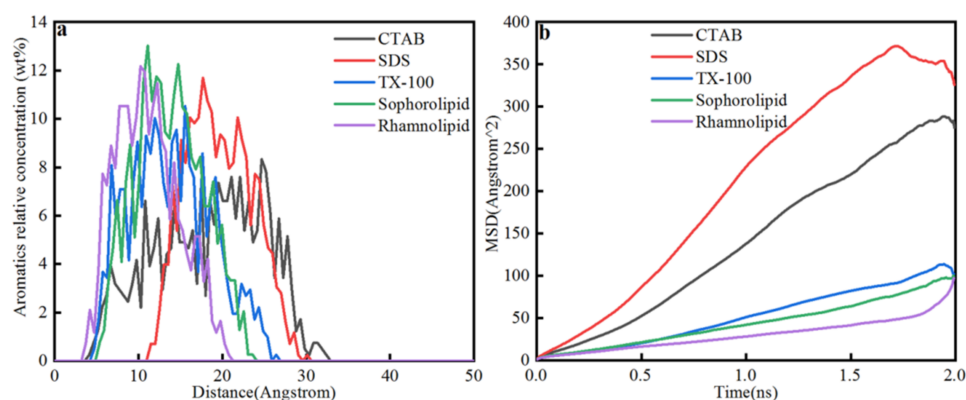 a
Aromatics relative concentration (wt%)
14
12
10
8
6
4
2
0
CTAB
SDS
TX-100
Sophorolipid
Rhamnolipid
0 10 20 30 40 50
Distance(Angstrom)
b
MSD(Angstrom^2)
400
350
300
250
200
150
100
50
0
CTAB
SDS
TX-100
Sophorolipid
Rhamnolipid
0.0 0.5 1.0 1.5 2.0
Time(ns)